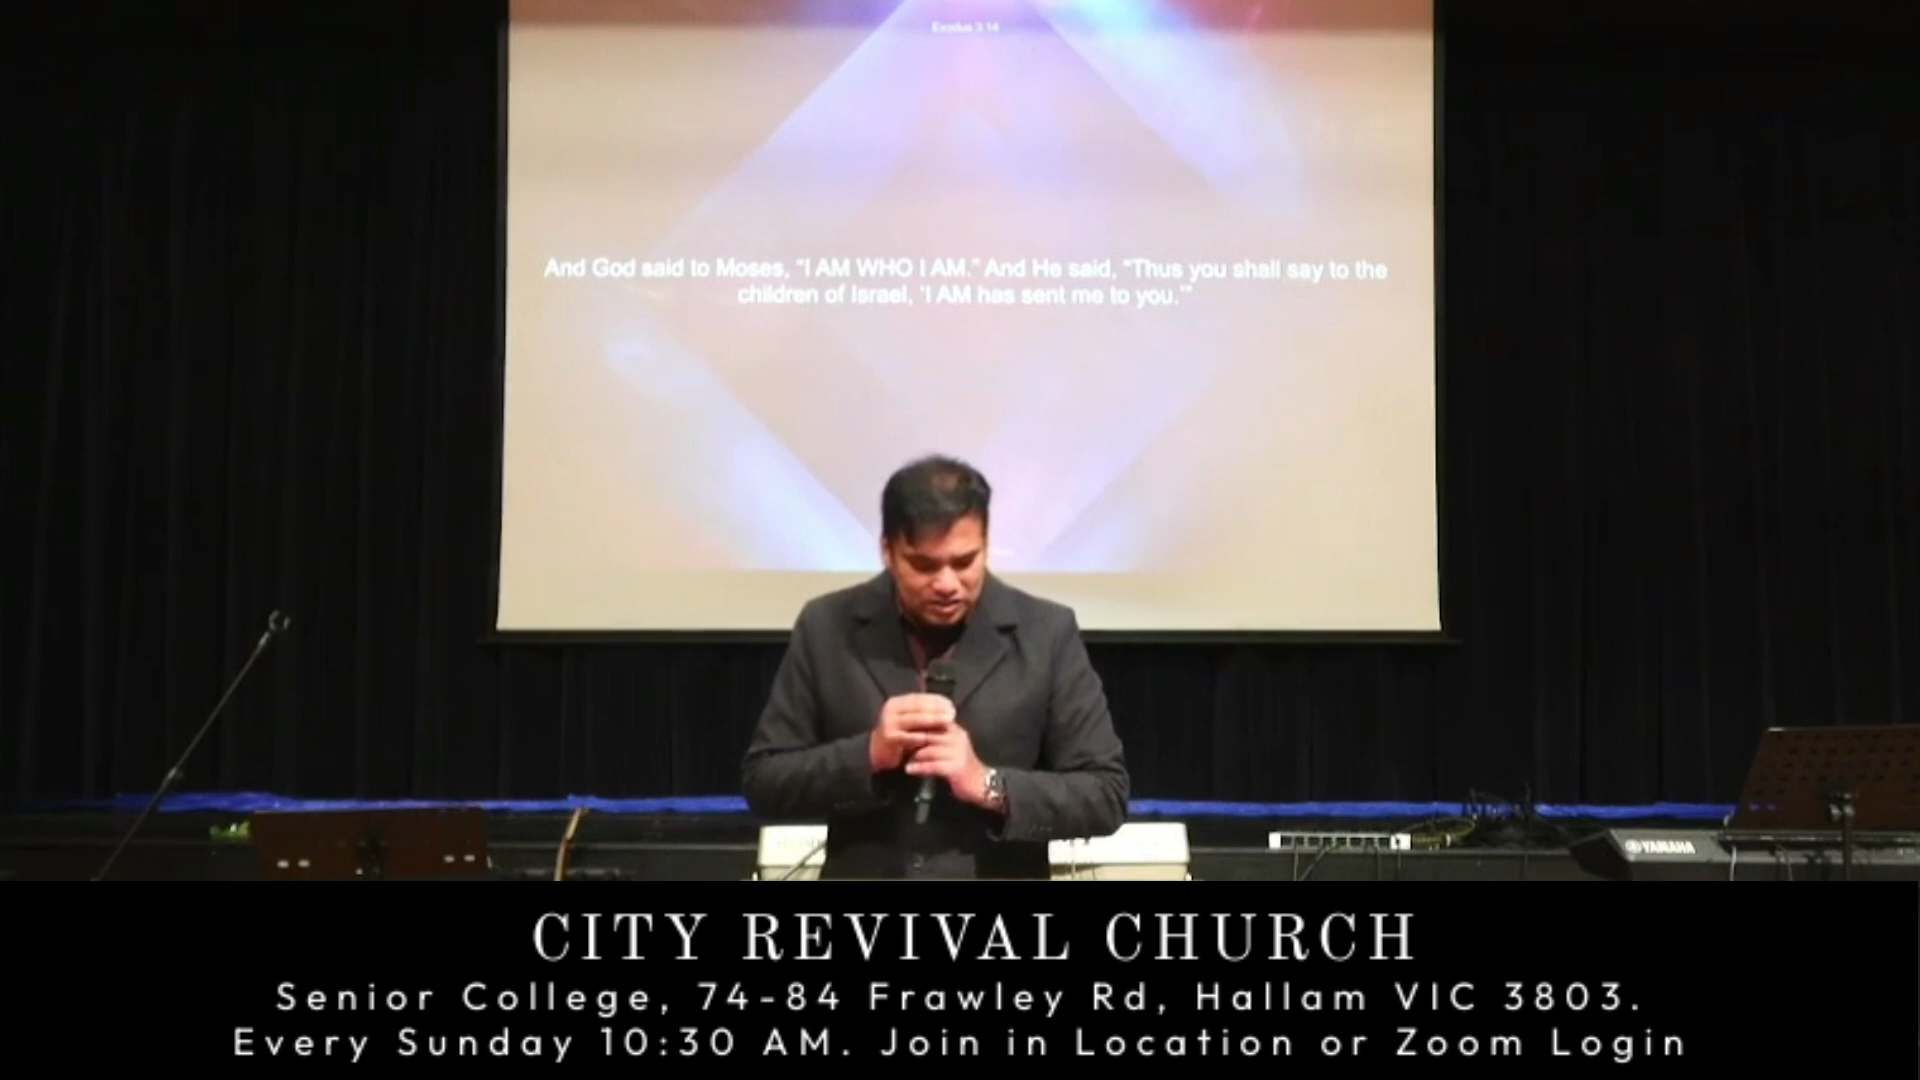 Exodus 3:14
And God said to Moses, "I AM WHO I AM." And He said, "Thus you shall say to the
children of Israel, 'I AM has sent me to you.'"
YAMAHA
CITY REVIVAL CHURCH
Senior College, 74-84 Frawley Rd, Hallam VIC 3803.
Every Sunday 10:30 AM. Join in Location or Zoom Login